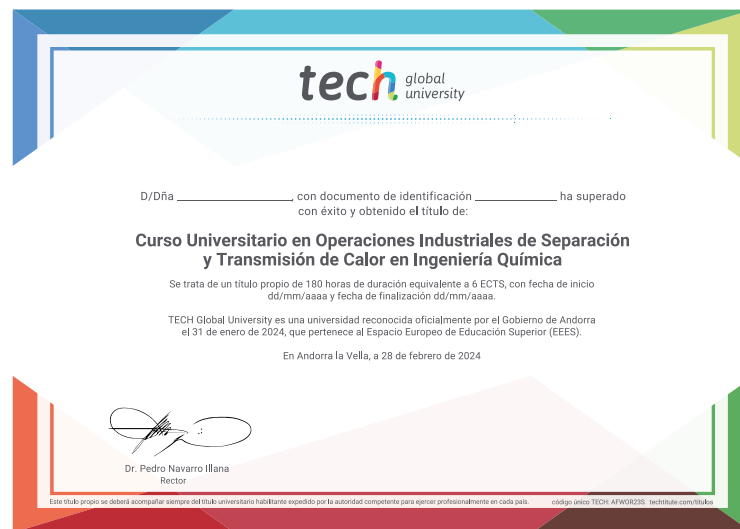 tech global
university
D/Dña ____________, con documento de identificación ____________ ha superado
con éxito y obtenido el título de:
Curso Universitario en Operaciones Industriales de Separación
y Transmisión de Calor en Ingeniería Química
Se trata de un título propio de 180 horas de duración equivalente a 6 ECTS, con fecha de inicio
dd/mm/aaaa y fecha de finalización dd/mm/aaaa.
TECH Global University es una universidad reconocida oficialmente por el Gobierno de Andorra
el 31 de enero de 2024, que pertenece al Espacio Europeo de Educación Superior (EEES).
En Andorra la Vella, a 28 de febrero de 2024
Dr. Pedro Navarro Illana
Rector
Este título propio se deberá acompañar siempre del título universitario habilitante expedido por la autoridad competente para ejercer profesionalmente en cada país. código único TECH: AFWOR23S techtitute.com/titulos